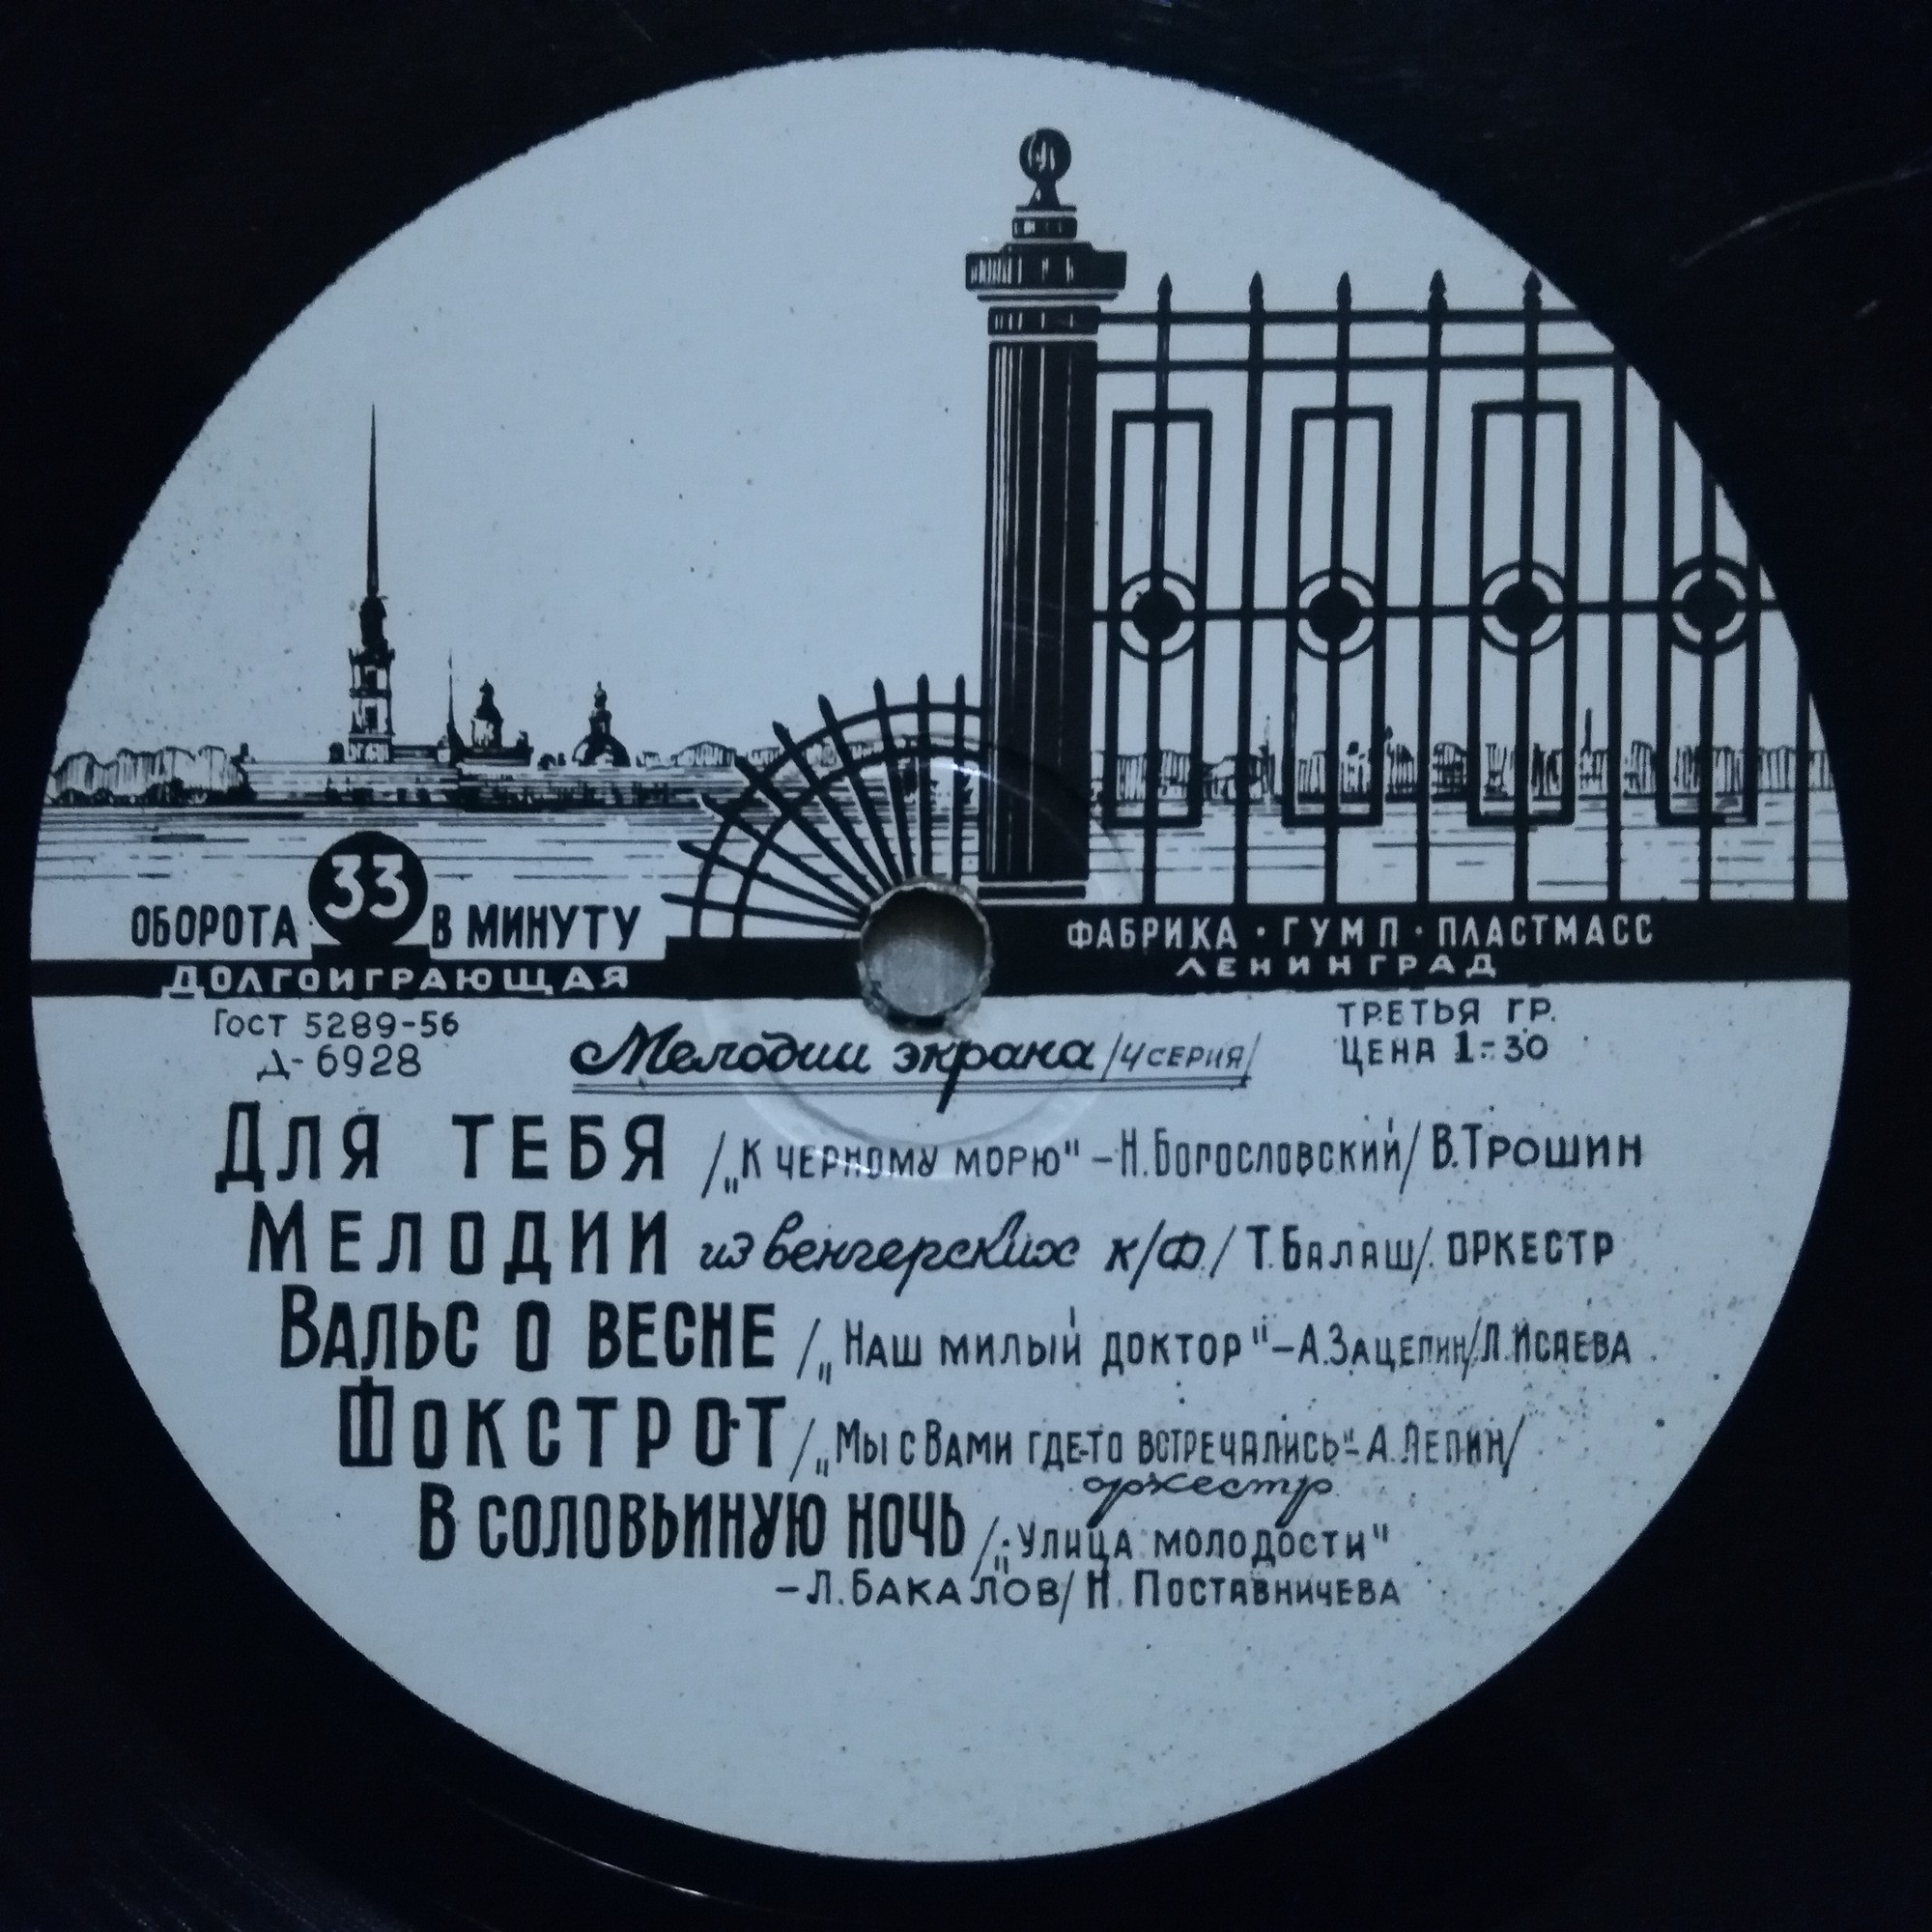 33
ОБОРОТА В МИНУТУ
ДОЛГОИГРАЮЩАЯ
ФАБРИКА · ГУМП · ПЛАСТМАСС
ЛЕНИНГРАД
ГОСТ 5289-56
Д-6928
Мелодии экрана /4 СЕРИЯ/
ТРЕТЬЯ ГР.
ЦЕНА 1-30
ДЛЯ ТЕБЯ /„К ЧЕРНОМУ МОРЮ" – Н.БОГОСЛОВСКИЙ/ В.ТРОШИН
МЕЛОДИИ из венгерских к/ф./ Т.БАЛАШ/. ОРКЕСТР
ВАЛЬС О ВЕСНЕ /„НАШ МИЛЫЙ ДОКТОР" – А.ЗАЦЕПИН/Л.ИСАЕВА
ФОКСТРОТ /„МЫ С ВАМИ ГДЕ-ТО ВСТРЕЧАЛИСЬ" – А.ЛЕПИН/
оркестр
В СОЛОВЬИНУЮ НОЧЬ /„УЛИЦА МОЛОДОСТИ"
–Л.БАКАЛОВ/ Н.ПОСТАВНИЧЕВА